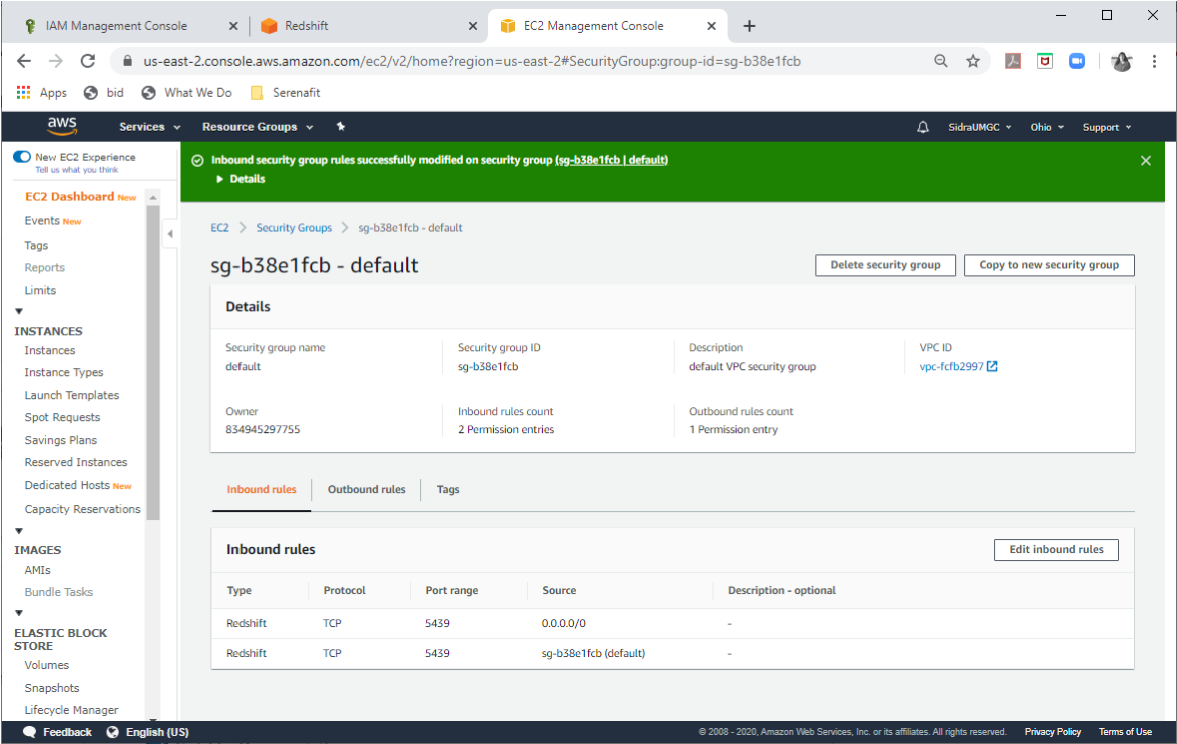 IAM Management Console
Redshift
EC2 Management Console
us-east-2.console.aws.amazon.com/ec2/v2/home?region=us-east-2#SecurityGroup:group-id=sg-b38e1fcb
Apps bid What We Do Serenafit
aws Services Resource Groups SidraUMGC Ohio Support
New EC2 Experience
Tell us what you think
EC2 Dashboard New
Events New
Tags
Reports
Limits
INSTANCES
Instances
Instance Types
Launch Templates
Spot Requests
Savings Plans
Reserved Instances
Dedicated Hosts New
Capacity Reservations
IMAGES
AMIs
Bundle Tasks
ELASTIC BLOCK
STORE
Volumes
Snapshots
Lifecycle Manager
Inbound security group rules successfully modified on security group (sg-b38e1fcb | default)
Details
EC2 > Security Groups > sg-b38e1fcb - default
sg-b38e1fcb - default
Delete security group
Copy to new security group
Details
Security group name
default
Security group ID
sg-b38e1fcb
Description
default VPC security group
VPC ID
vpc-fcfb2997
Owner
834945297755
Inbound rules count
2 Permission entries
Outbound rules count
1 Permission entry
Inbound rules Outbound rules Tags
Inbound rules
Edit inbound rules
Type Protocol Port range Source Description - optional
Redshift TCP 5439 0.0.0.0/0 -
Redshift TCP 5439 sg-b38e1fcb (default) -
Feedback English (US) © 2008 - 2020, Amazon Web Services, Inc. or its affiliates. All rights reserved. Privacy Policy Terms of Use